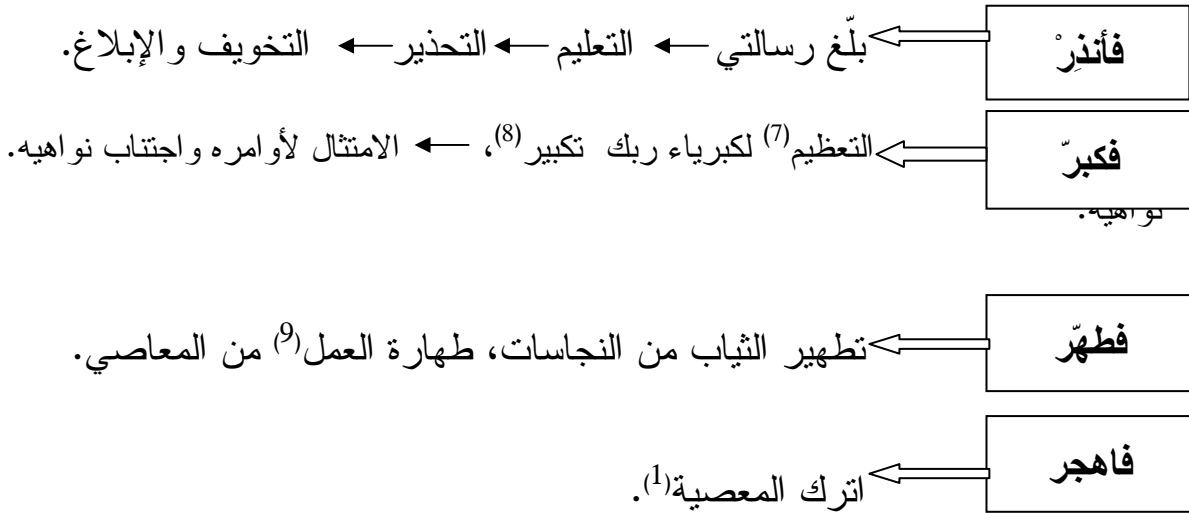 فأنذِرْ ⇐ بلّغ رسالتي ← التعليم ← التحذير ← التخويف والإبلاغ.
فكبرّ ⇐ التعظيم(7) لكبرياء ربك تكبير(8)، ← الامتثال لأوامره واجتناب نواهيه.
نواهيه.
فطهّر ⇐ تطهير الثياب من النجاسات، طهارة العمل(9) من المعاصي.
فاهجر ⇐ اترك المعصية(1).